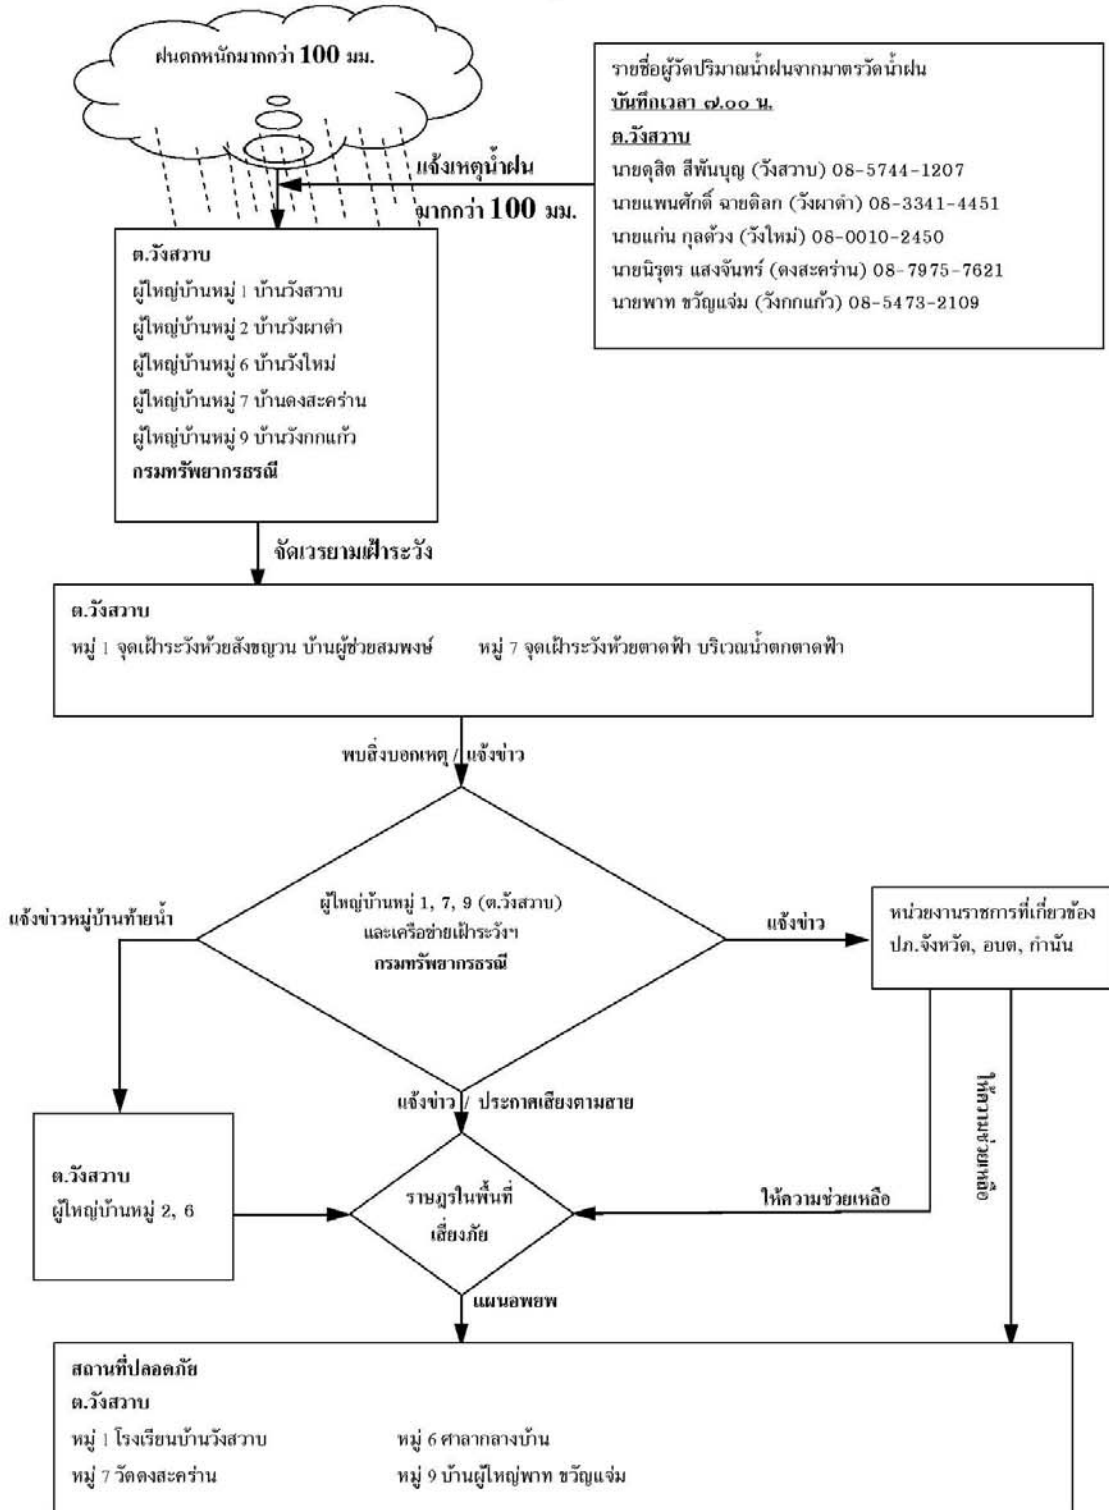 ฝนตกหนักมากกว่า 100 มม.
รายชื่อผู้วัดปริมาณน้ำฝนจากมาตรวัดน้ำฝน
บันทึกเวลา ๗.๐๐ น.
ต.วังสวาบ
นายดุสิต สีพันบุญ (วังสวาบ) 08-5744-1207
นายแพนศักดิ์ ฉายดิลก (วังผาดำ) 08-3341-4451
นายแก่น กุลด้วง (วังใหม่) 08-0010-2450
นายนิรุตร แสงจันทร์ (ดงสะคร่าน) 08-7975-7621
นายพาท ขวัญแจ่ม (วังกกแก้ว) 08-5473-2109
แจ้งเหตุน้ำฝน
มากกว่า 100 มม.
ต.วังสวาบ
ผู้ใหญ่บ้านหมู่ 1 บ้านวังสวาบ
ผู้ใหญ่บ้านหมู่ 2 บ้านวังผาดำ
ผู้ใหญ่บ้านหมู่ 6 บ้านวังใหม่
ผู้ใหญ่บ้านหมู่ 7 บ้านดงสะคร่าน
ผู้ใหญ่บ้านหมู่ 9 บ้านวังกกแก้ว
กรมทรัพยากรธรณี
จัดเวรยามเฝ้าระวัง
ต.วังสวาบ
หมู่ 1 จุดเฝ้าระวังห้วยสังขญวน บ้านผู้ช่วยสมพงษ์ หมู่ 7 จุดเฝ้าระวังห้วยตาดฟ้า บริเวณน้ำตกตาดฟ้า
พบสิ่งบอกเหตุ / แจ้งข่าว
ผู้ใหญ่บ้านหมู่ 1, 7, 9 (ต.วังสวาบ)
และเครือข่ายเฝ้าระวังฯ
กรมทรัพยากรธรณี
แจ้งข่าวหมู่บ้านท้ายน้ำ
แจ้งข่าว
หน่วยงานราชการที่เกี่ยวข้อง
ปภ.จังหวัด, อบต, กำนัน
แจ้งข่าว / ประกาศเสียงตามสาย
ให้ความช่วยเหลือ
ต.วังสวาบ
ผู้ใหญ่บ้านหมู่ 2, 6
ราษฎรในพื้นที่
เสี่ยงภัย
ให้ความช่วยเหลือ
แผนอพยพ
สถานที่ปลอดภัย
ต.วังสวาบ
หมู่ 1 โรงเรียนบ้านวังสวาบ หมู่ 6 ศาลากลางบ้าน
หมู่ 7 วัดดงสะคร่าน หมู่ 9 บ้านผู้ใหญ่พาท ขวัญแจ่ม